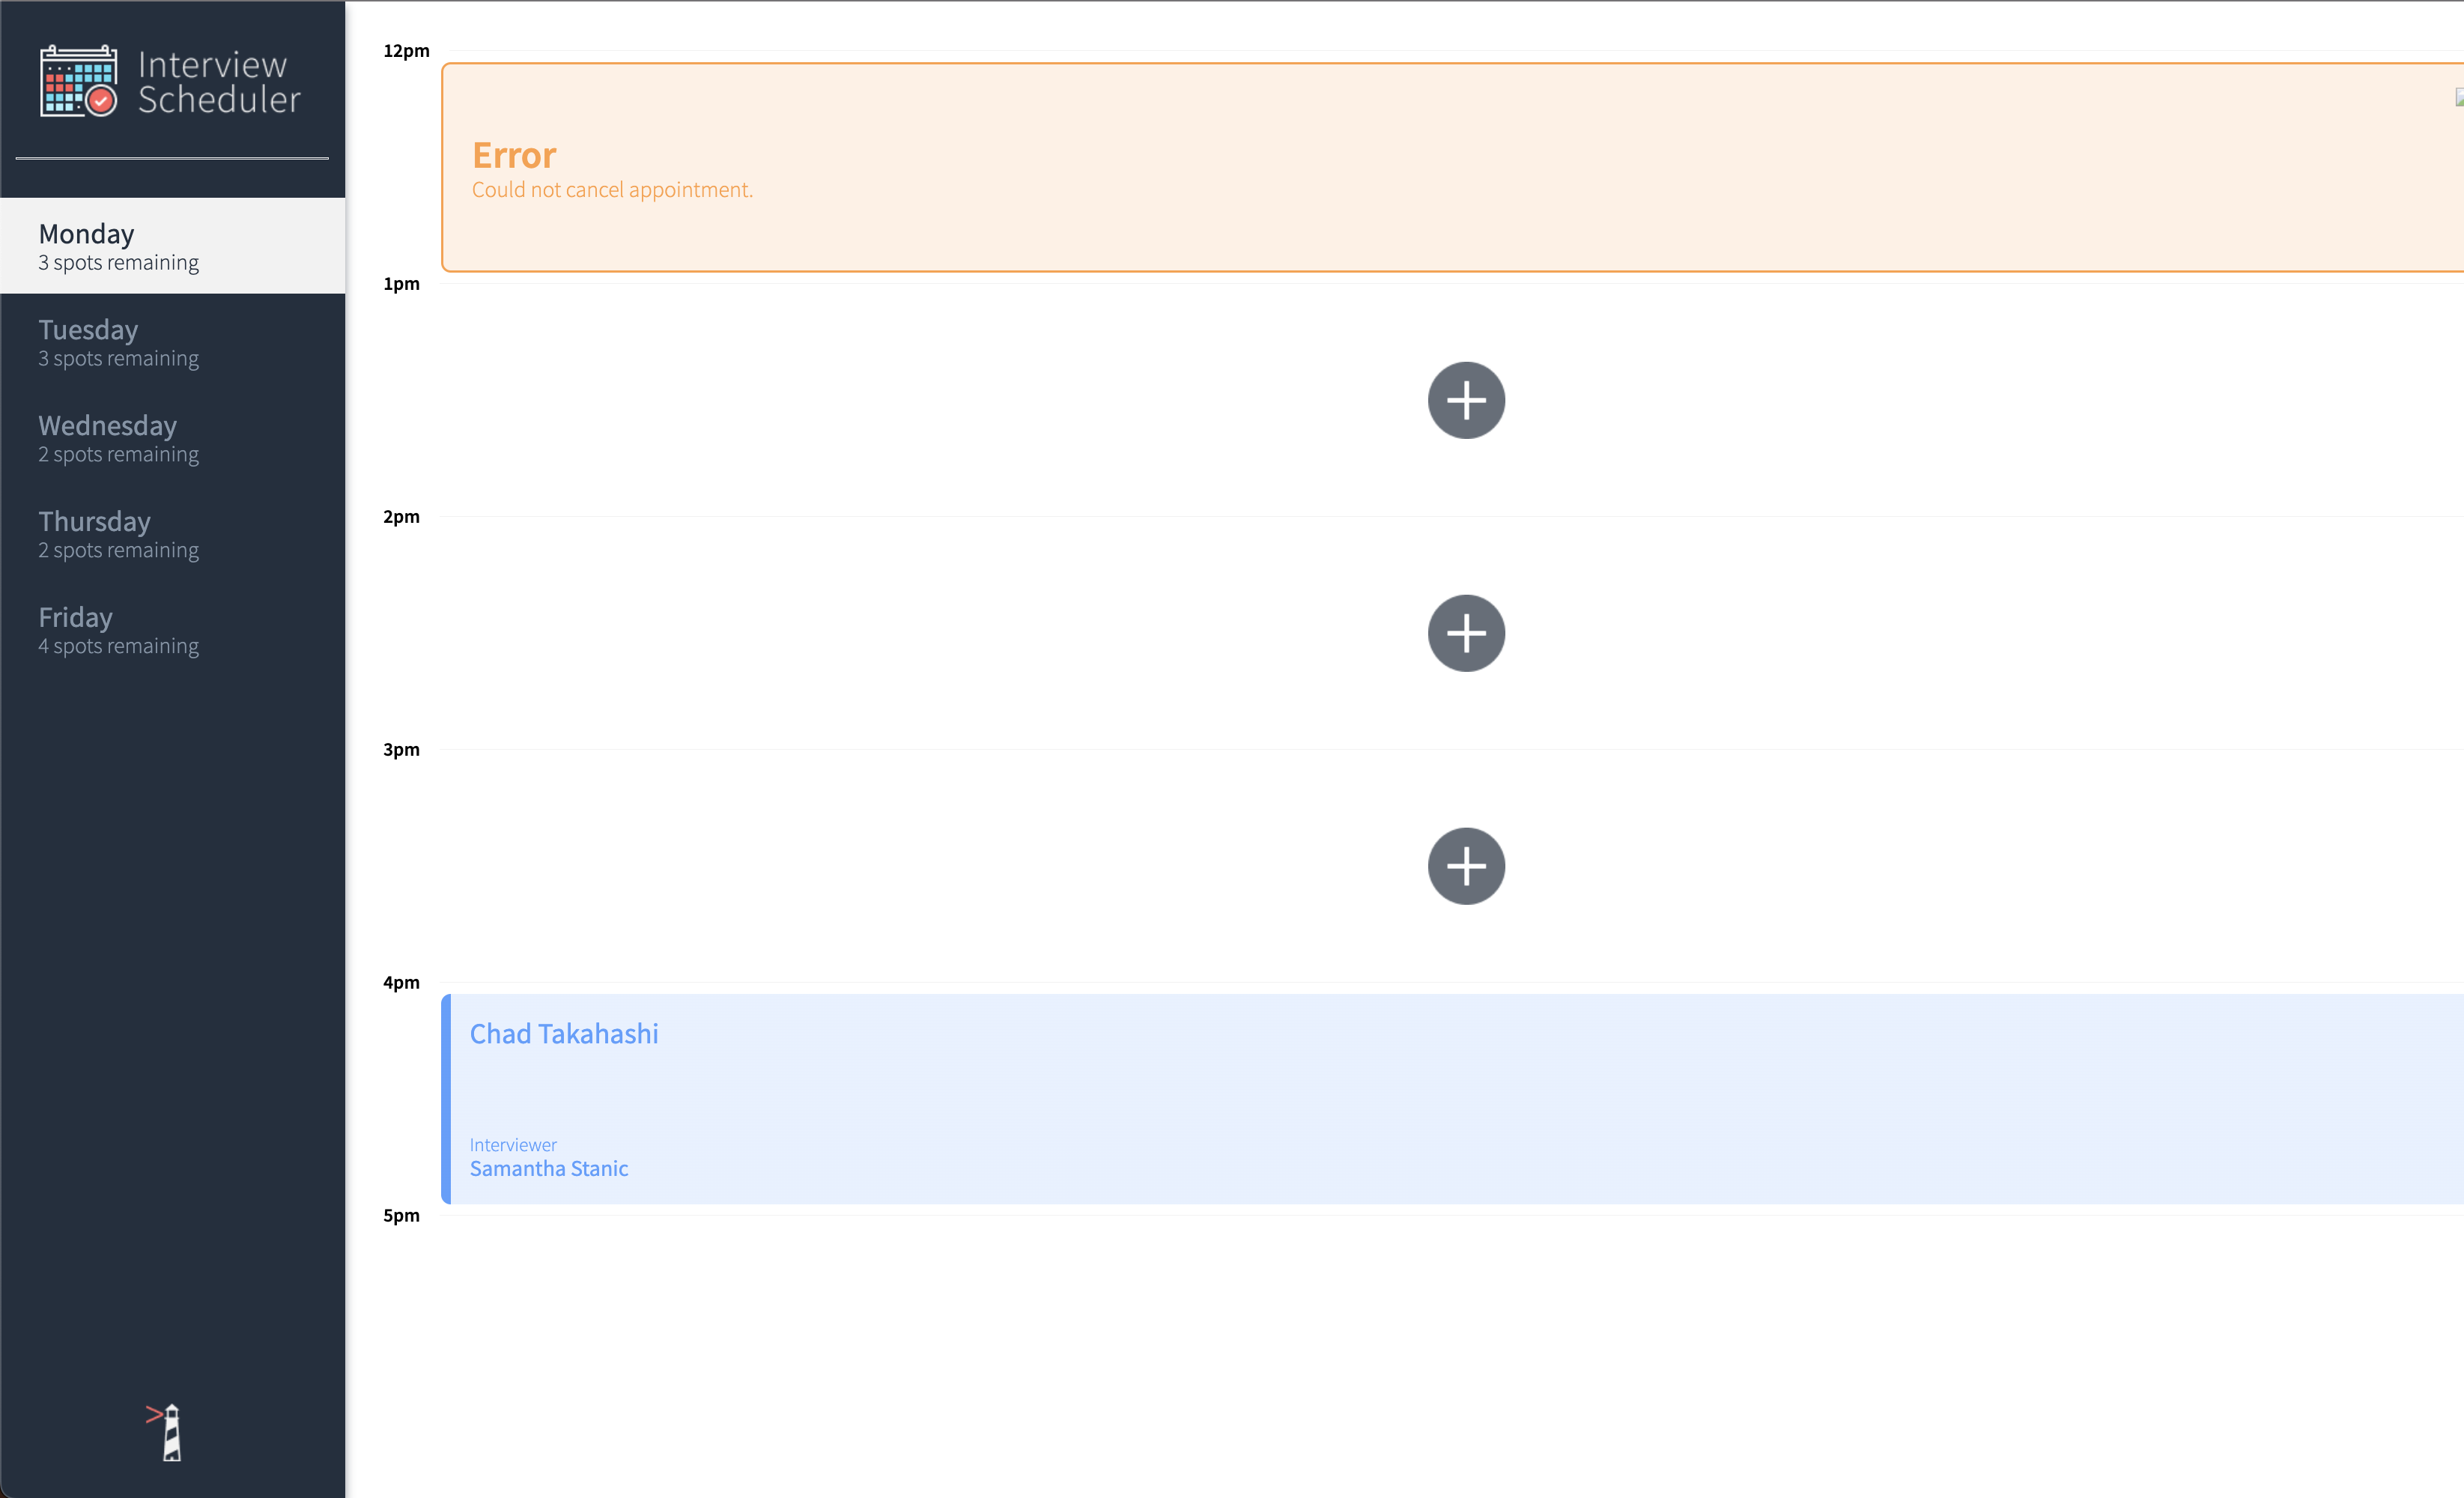 Interview
Scheduler
Monday
3 spots remaining
Tuesday
3 spots remaining
Wednesday
2 spots remaining
Thursday
2 spots remaining
Friday
4 spots remaining
12pm
Error
Could not cancel appointment.
1pm
2pm
3pm
4pm
Chad Takahashi
Interviewer
Samantha Stanic
5pm